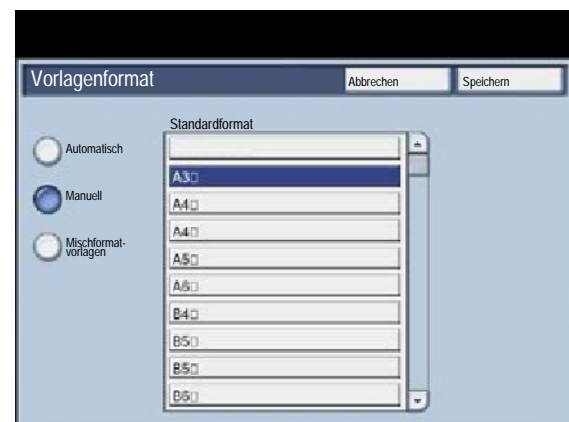 Vorlagenformat
Abbrechen
Speichern
Standardformat
Automatisch
Manuell
Mischformat-
vorlagen
A3□
A4□
A4□
A5□
A6□
B4□
B5□
B5□
B6□